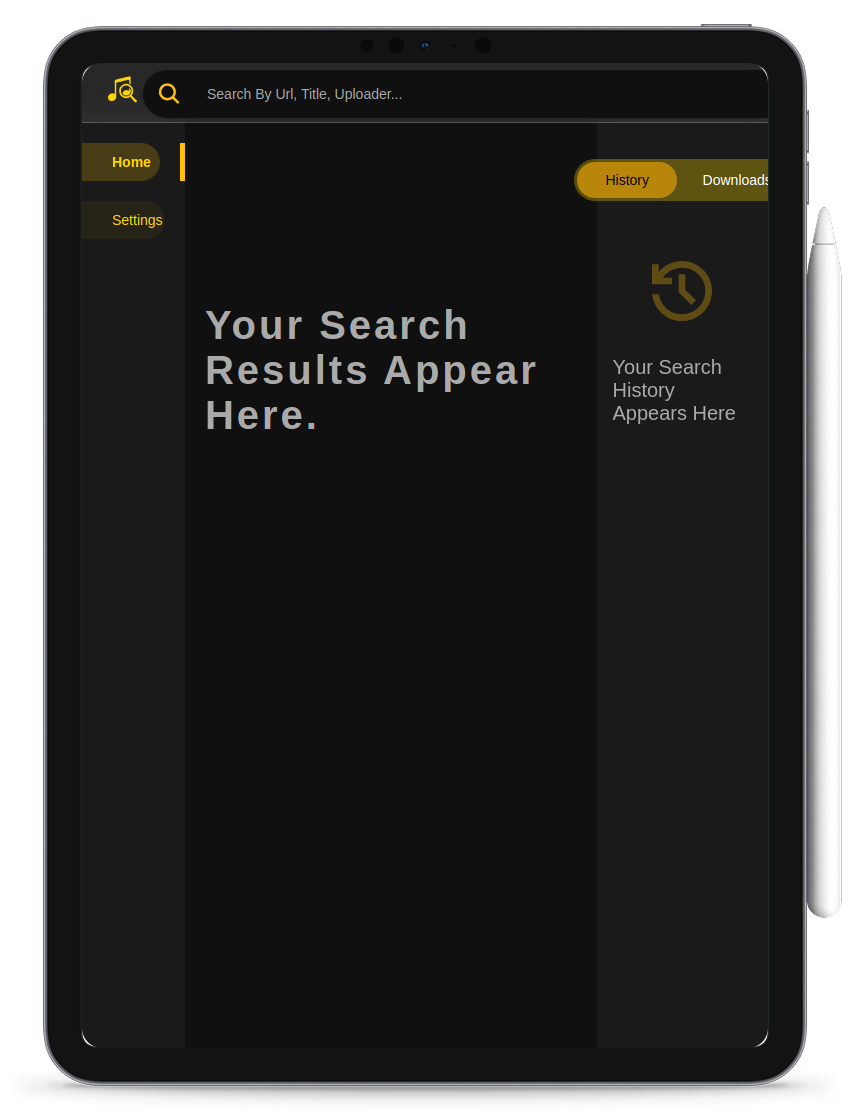 Search By Url, Title, Uploader...
Home
Settings
History
Downloads
Your Search
Results Appear
Here.
Your Search
History
Appears Here